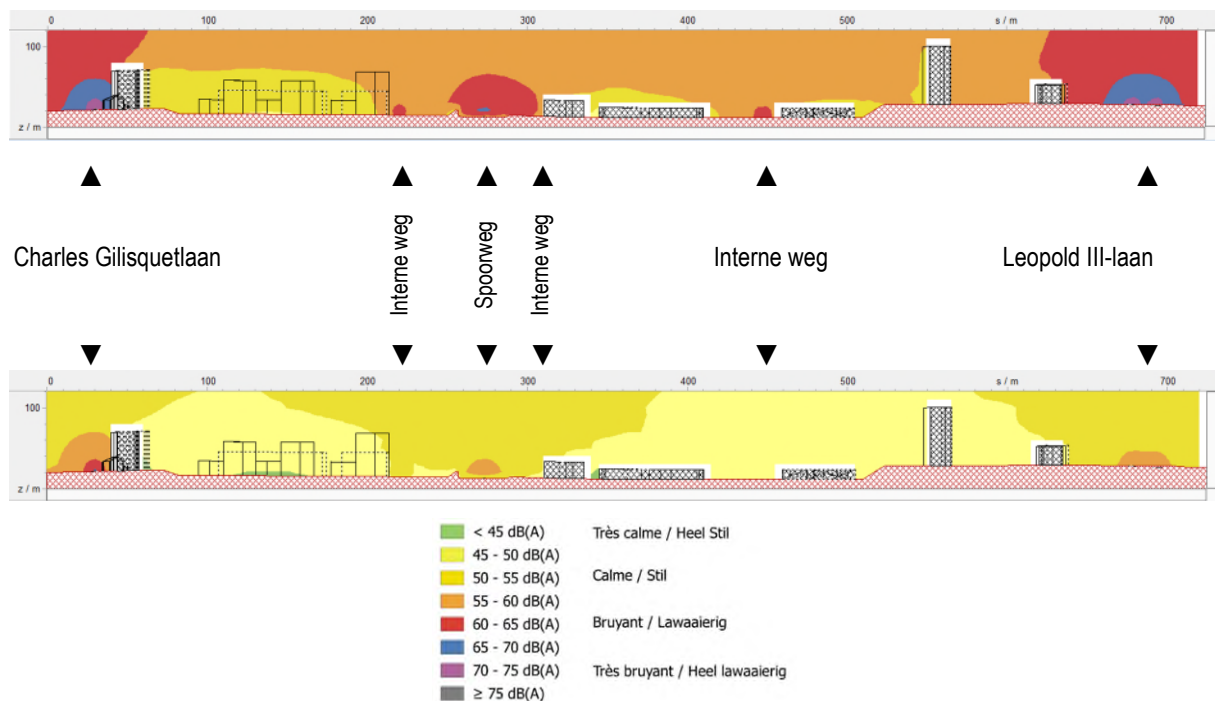 0 100 200 300 400 500 s / m 700
100
z / m
Charles Gilisquetlaan
Interne weg
Spoorweg
Interne weg
Interne weg
Leopold III-laan
0 100 200 300 400 500 s / m 700
100
z / m
< 45 dB(A) Très calme / Heel Stil
45 - 50 dB(A)
50 - 55 dB(A) Calme / Stil
55 - 60 dB(A)
60 - 65 dB(A) Bruyant / Lawaaierig
65 - 70 dB(A)
70 - 75 dB(A) Très bruyant / Heel lawaaierig
≥ 75 dB(A)